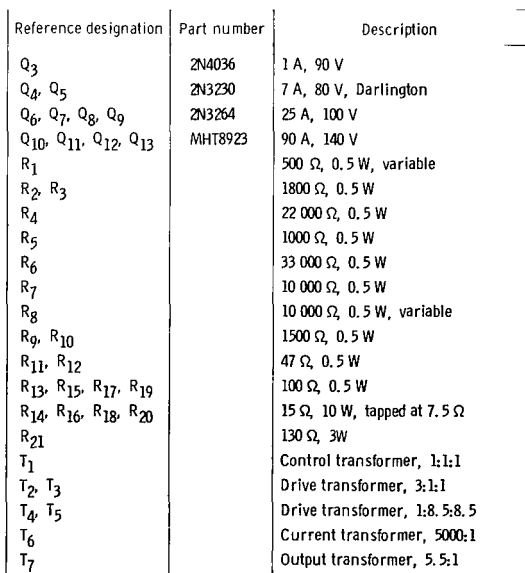 Reference designation Part number Description
Q3 2N4036 1 A, 90 V
Q4, Q5 2N3230 7 A, 80 V, Darlington
Q6, Q7, Q8, Q9 2N3264 25 A, 100 V
Q10, Q11, Q12, Q13 MHT8923 90 A, 140 V
R1 500 Ω, 0.5 W, variable
R2, R3 1800 Ω, 0.5 W
R4 22 000 Ω, 0.5 W
R5 1000 Ω, 0.5 W
R6 33 000 Ω, 0.5 W
R7 10 000 Ω, 0.5 W
R8 10 000 Ω, 0.5 W, variable
R9, R10 1500 Ω, 0.5 W
R11, R12 47 Ω, 0.5 W
R13, R15, R17, R19 100 Ω, 0.5 W
R14, R16, R18, R20 15 Ω, 10 W, tapped at 7.5 Ω
R21 130 Ω, 3W
T1 Control transformer, 1:1:1
T2, T3 Drive transformer, 3:1:1
T4, T5 Drive transformer, 1:8.5:8.5
T6 Current transformer, 5000:1
T7 Output transformer, 5.5:1